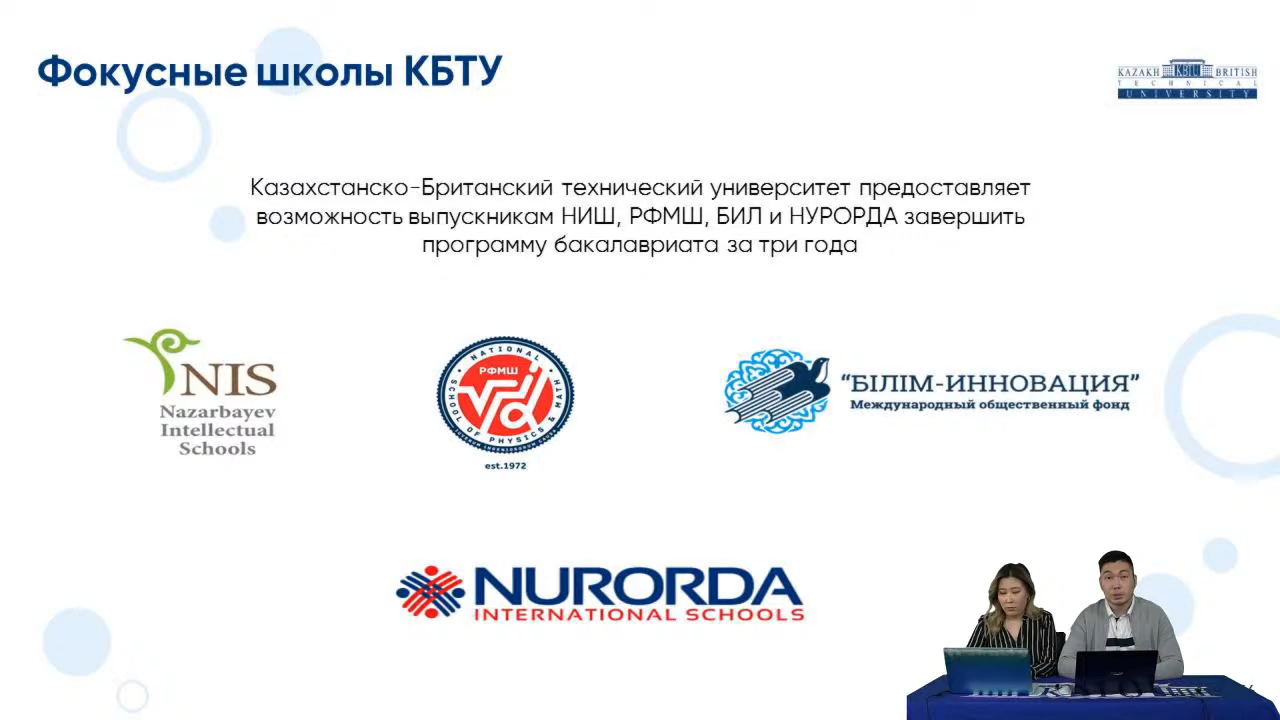 Фокусные школы КБТУ
KAZAKH KBTU BRITISH
TECHNICAL
UNIVERSITY
Казахстанско-Британский технический университет предоставляет
возможность выпускникам НИШ, РФМШ, БИЛ и НУРОРДА завершить
программу бакалавриата за три года
NIS
Nazarbayev
Intellectual
Schools
NATIONAL
РФМШ
SCHOOL OF PHYSICS & MATH
est.1972
“БІЛІМ-ИННОВАЦИЯ”
Международный общественный фонд
NURORDA
INTERNATIONAL SCHOOLS